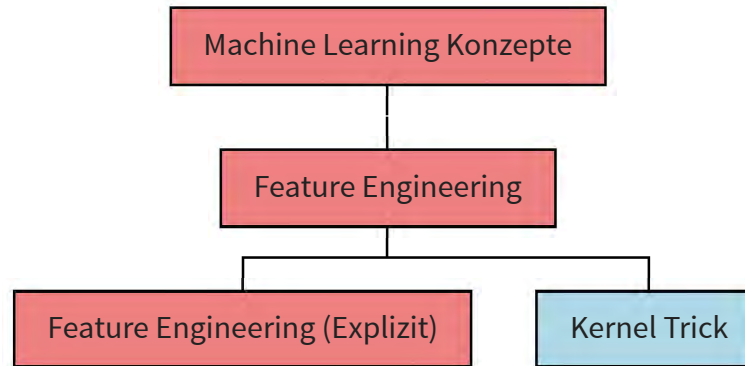 Machine Learning Konzepte
Feature Engineering
Feature Engineering (Explizit)
Kernel Trick